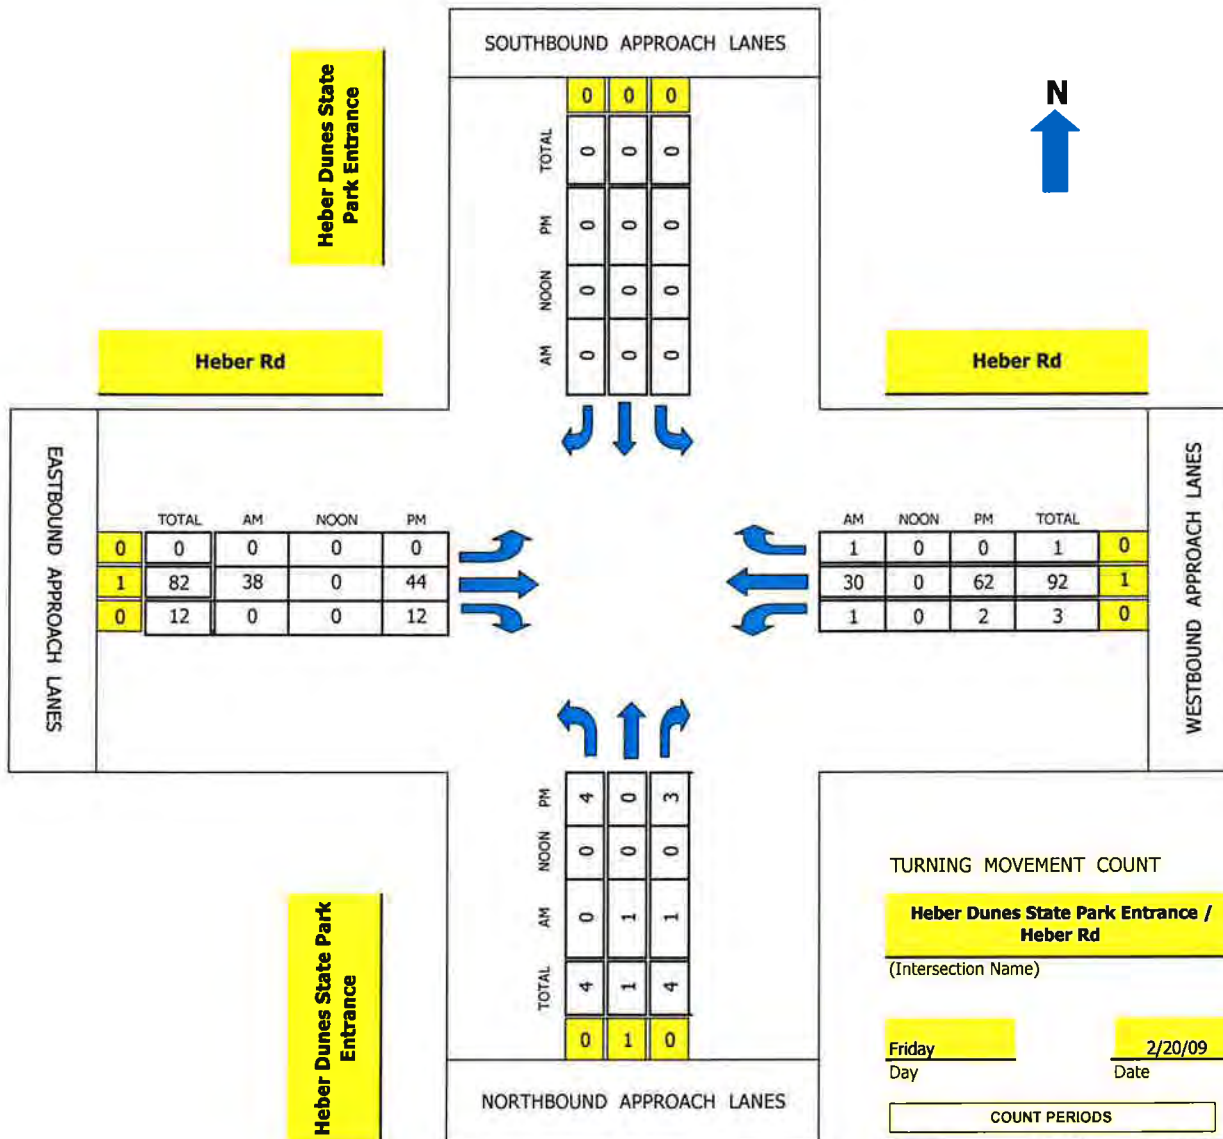 SOUTHBOUND APPROACH LANES
Heber Dunes State
Park Entrance
N
0 0 0
TOTAL 0 0 0
PM 0 0 0
NOON 0 0 0
AM 0 0 0
Heber Rd
Heber Rd
EASTBOUND APPROACH LANES
TOTAL AM NOON PM
0 0 0 0 0
1 82 38 0 44
0 12 0 0 12
AM NOON PM TOTAL
1 0 0 1 0
30 0 62 92 1
1 0 2 3 0
WESTBOUND APPROACH LANES
PM 4 0 3
NOON 0 0 0
AM 0 1 1
TOTAL 4 1 4
0 1 0
NORTHBOUND APPROACH LANES
Heber Dunes State Park
Entrance
TURNING MOVEMENT COUNT
Heber Dunes State Park Entrance /
Heber Rd
(Intersection Name)
Friday 2/20/09
Day Date
COUNT PERIODS